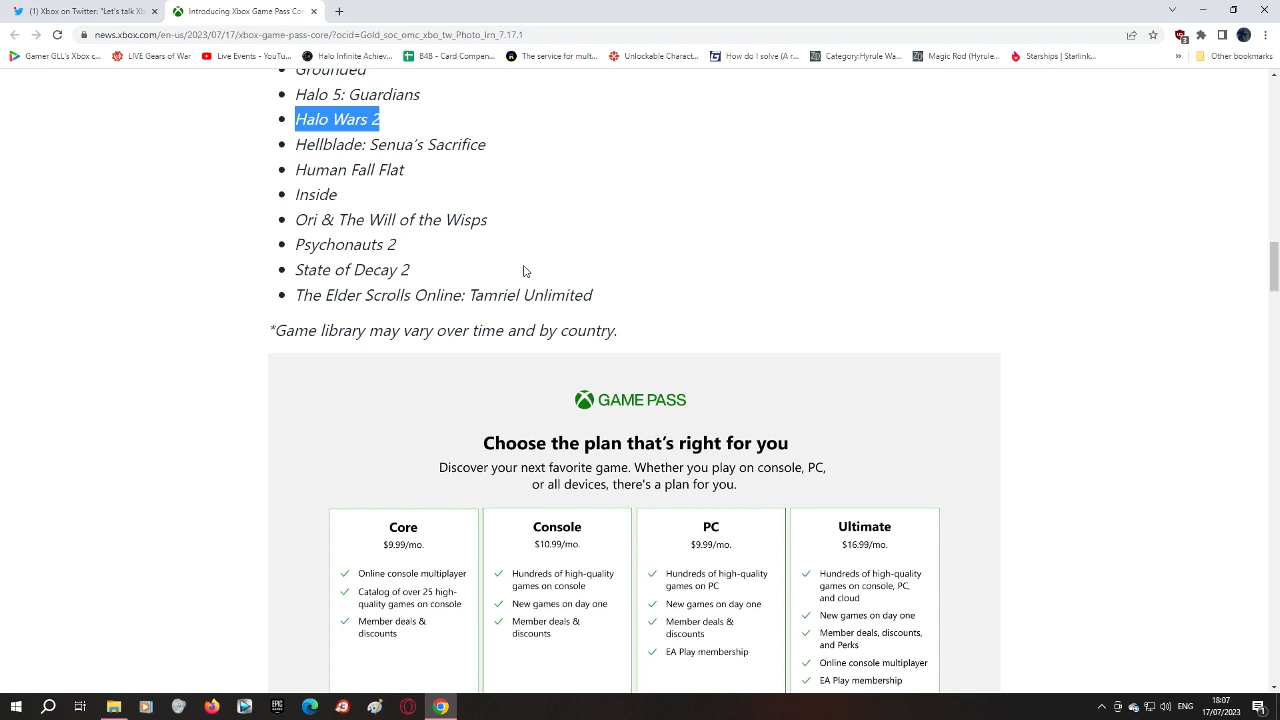 (1) Xbox on Twitter: "Let's talk Xb
Introducing Xbox Game Pass Cor
news.xbox.com/en-us/2023/07/17/xbox-game-pass-core/?ocid=Gold_soc_omc_xbo_tw_Photo_lrn_7.17.1
Gamer GLL's Xbox c...
LIVE Gears of War
Live Events - YouTu...
Halo Infinite Achiev...
B4B - Card Compen...
The service for mult...
Unlockable Charact...
How do I solve (A r...
Category:Hyrule Wa...
Magic Rod (Hyrule...
Starships | Starlink...
»
Other bookmarks
Grounded
Halo 5: Guardians
Halo Wars 2
Hellblade: Senua's Sacrifice
Human Fall Flat
Inside
Ori & The Will of the Wisps
Psychonauts 2
State of Decay 2
The Elder Scrolls Online: Tamriel Unlimited
*Game library may vary over time and by country.
GAME PASS
Choose the plan that's right for you
Discover your next favorite game. Whether you play on console, PC,
or all devices, there's a plan for you.
Core
$9.99/mo.
Online console multiplayer
Catalog of over 25 high-
quality games on console
Member deals &
discounts
Console
$10.99/mo.
Hundreds of high-quality
games on console
New games on day one
Member deals &
discounts
PC
$9.99/mo.
Hundreds of high-quality
games on PC
New games on day one
Member deals &
discounts
EA Play membership
Ultimate
$16.99/mo.
Hundreds of high-quality
games on console, PC,
and cloud
New games on day one
Member deals, discounts,
and Perks
Online console multiplayer
EA Play membership
ENG
18:07
17/07/2023